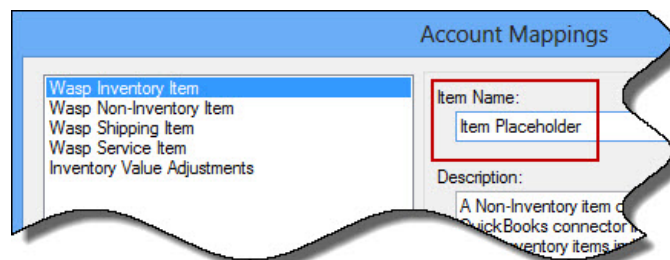 Account Mappings
Wasp Inventory Item
Wasp Non-Inventory Item
Wasp Shipping Item
Wasp Service Item
Inventory Value Adjustments
Item Name:
Item Placeholder
Description:
A Non-Inventory item
QuickBooks connector
ventory items